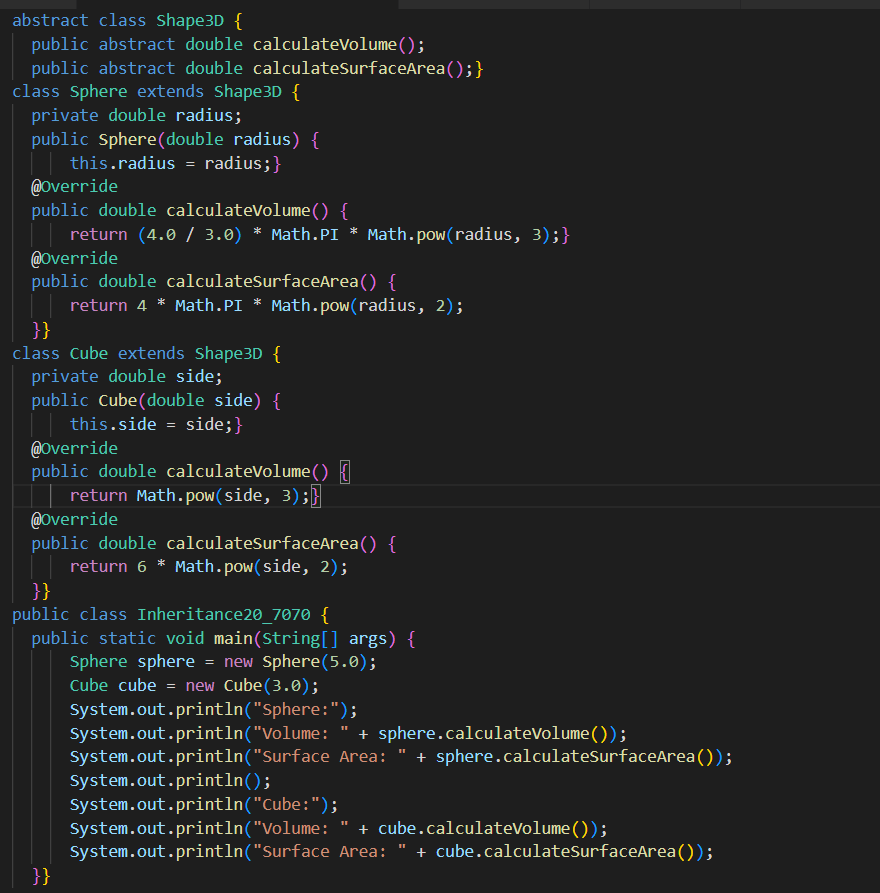 abstract class Shape3D {
public abstract double calculateVolume();
public abstract double calculateSurfaceArea();}
class Sphere extends Shape3D {
private double radius;
public Sphere(double radius) {
this.radius = radius;}
@Override
public double calculateVolume() {
return (4.0 / 3.0) * Math.PI * Math.pow(radius, 3);}
@Override
public double calculateSurfaceArea() {
return 4 * Math.PI * Math.pow(radius, 2);
}}
class Cube extends Shape3D {
private double side;
public Cube(double side) {
this.side = side;}
@Override
public double calculateVolume() {
return Math.pow(side, 3);}
@Override
public double calculateSurfaceArea() {
return 6 * Math.pow(side, 2);
}}
public class Inheritance20_7070 {
public static void main(String[] args) {
Sphere sphere = new Sphere(5.0);
Cube cube = new Cube(3.0);
System.out.println("Sphere:");
System.out.println("Volume: " + sphere.calculateVolume());
System.out.println("Surface Area: " + sphere.calculateSurfaceArea());
System.out.println();
System.out.println("Cube:");
System.out.println("Volume: " + cube.calculateVolume());
System.out.println("Surface Area: " + cube.calculateSurfaceArea());
}}